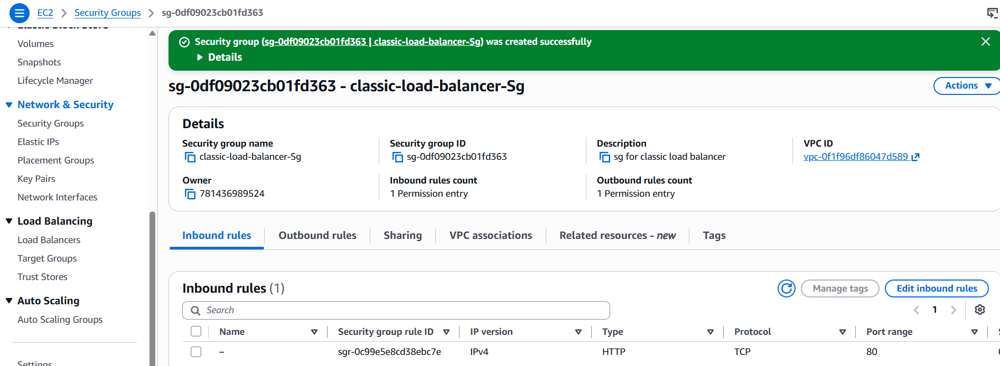 EC2 > Security Groups > sg-0df09023cb01fd363
Elastic Block Store
Volumes
Snapshots
Lifecycle Manager
Network & Security
Security Groups
Elastic IPs
Placement Groups
Key Pairs
Network Interfaces
Load Balancing
Load Balancers
Target Groups
Trust Stores
Auto Scaling
Auto Scaling Groups
Settings
Security group (sg-0df09023cb01fd363 | classic-load-balancer-Sg) was created successfully
Details
sg-0df09023cb01fd363 - classic-load-balancer-Sg
Actions
Details
Security group name
classic-load-balancer-Sg
Security group ID
sg-0df09023cb01fd363
Description
sg for classic load balancer
VPC ID
vpc-0f1f96df86047d589
Owner
781436989524
Inbound rules count
1 Permission entry
Outbound rules count
1 Permission entry
Inbound rules Outbound rules Sharing VPC associations Related resources - new Tags
Inbound rules (1)
Manage tags Edit inbound rules
Search
1
Name Security group rule ID IP version Type Protocol Port range
– sgr-0c99e5e8cd38ebc7e IPv4 HTTP TCP 80